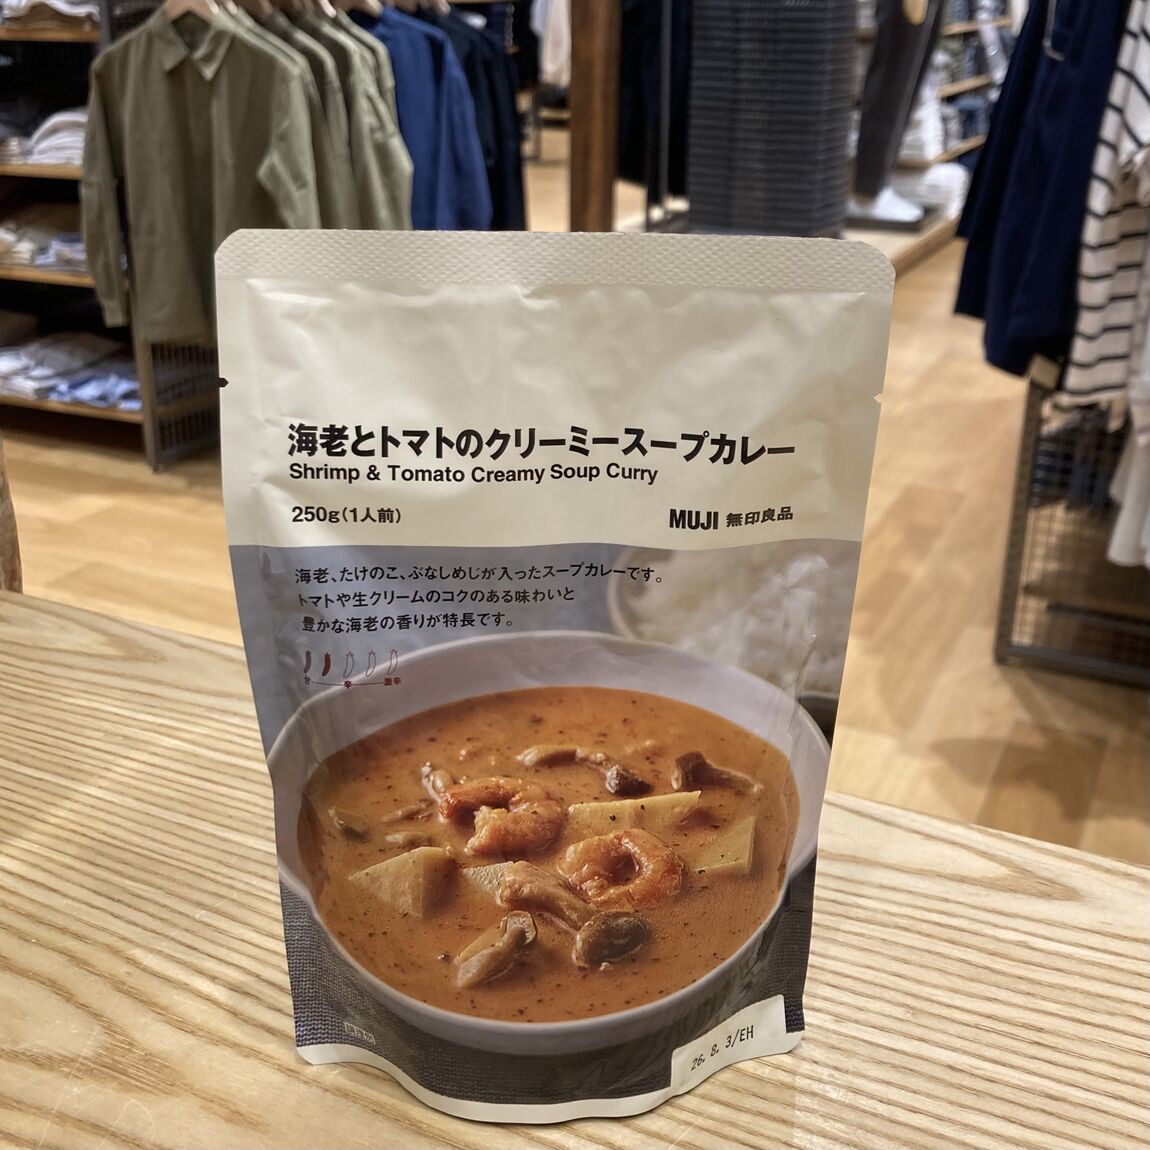 海老とトマトのクリーミースープカレー
Shrimp & Tomato Creamy Soup Curry
250g(1人前)
MUJI 無印良品
海老、たけのこ、ぶなしめじが入ったスープカレーです。
トマトや生クリームのコクのある味わいと
豊かな海老の香りが特長です。
辛 激辛
26. 8. 3/EH